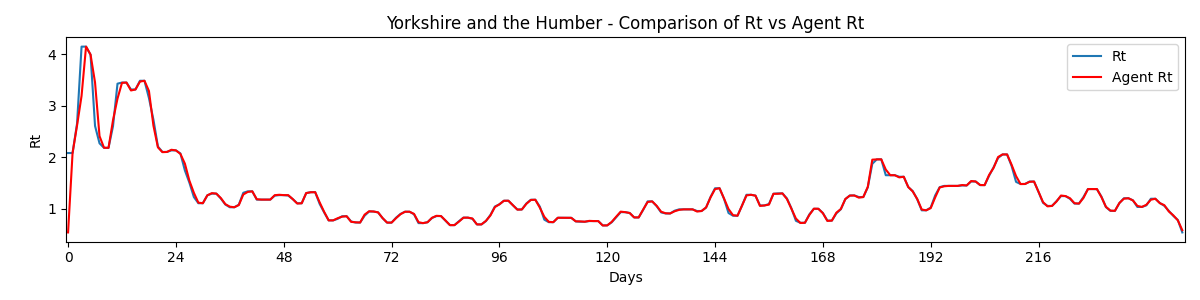 Yorkshire and the Humber - Comparison of Rt vs Agent Rt
Rt
4
3
2
1
Rt
Agent Rt
0 24 48 72 96 120 144 168 192 216
Days